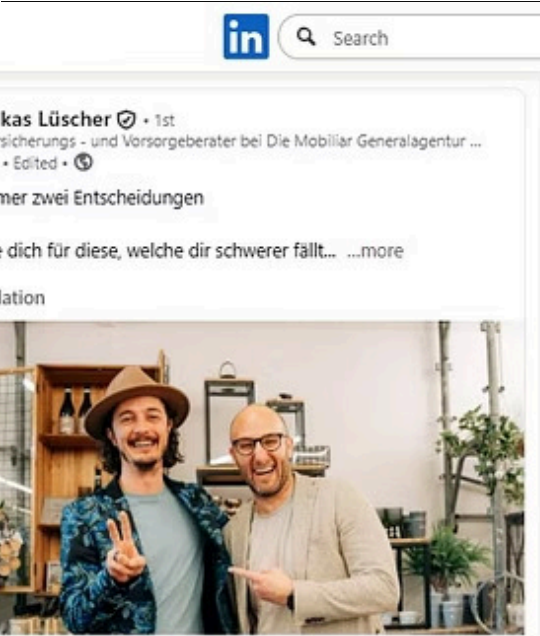 in
Search
kas Lüscher • 1st
sicherungs - und Vorsorgeberater bei Die Mobiliar Generalagentur ...
• Edited •
mer zwei Entscheidungen
e dich für diese, welche dir schwerer fällt... ...more
lation